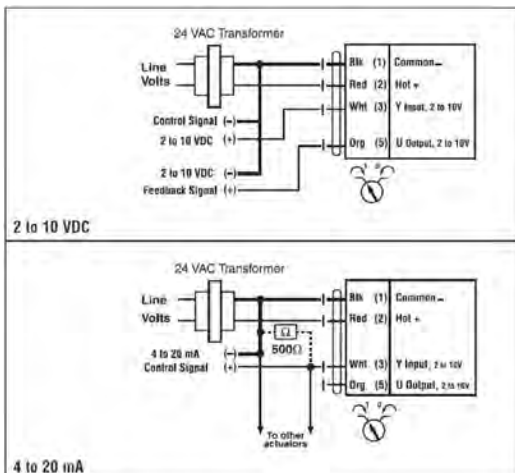 24 VAC Transformer
Line Volts
Blk (1) Common –
Red (2) Hot +
Control Signal (–)
Wht (3) Y Input, 2 to 10V
2 to 10 VDC (+)
2 to 10 VDC (–)
Org (5) U Output, 2 to 10V
Feedback Signal (+)
2 to 10 VDC
24 VAC Transformer
Line
Volts
Blk (1) Common –
Red (2) Hot +
Ω
500Ω
4 to 20 mA (–)
Control Signal (+)
Wht (3) Y Input, 2 to 10V
Org (5) U Output, 2 to 10V
To other
actuators
4 to 20 mA